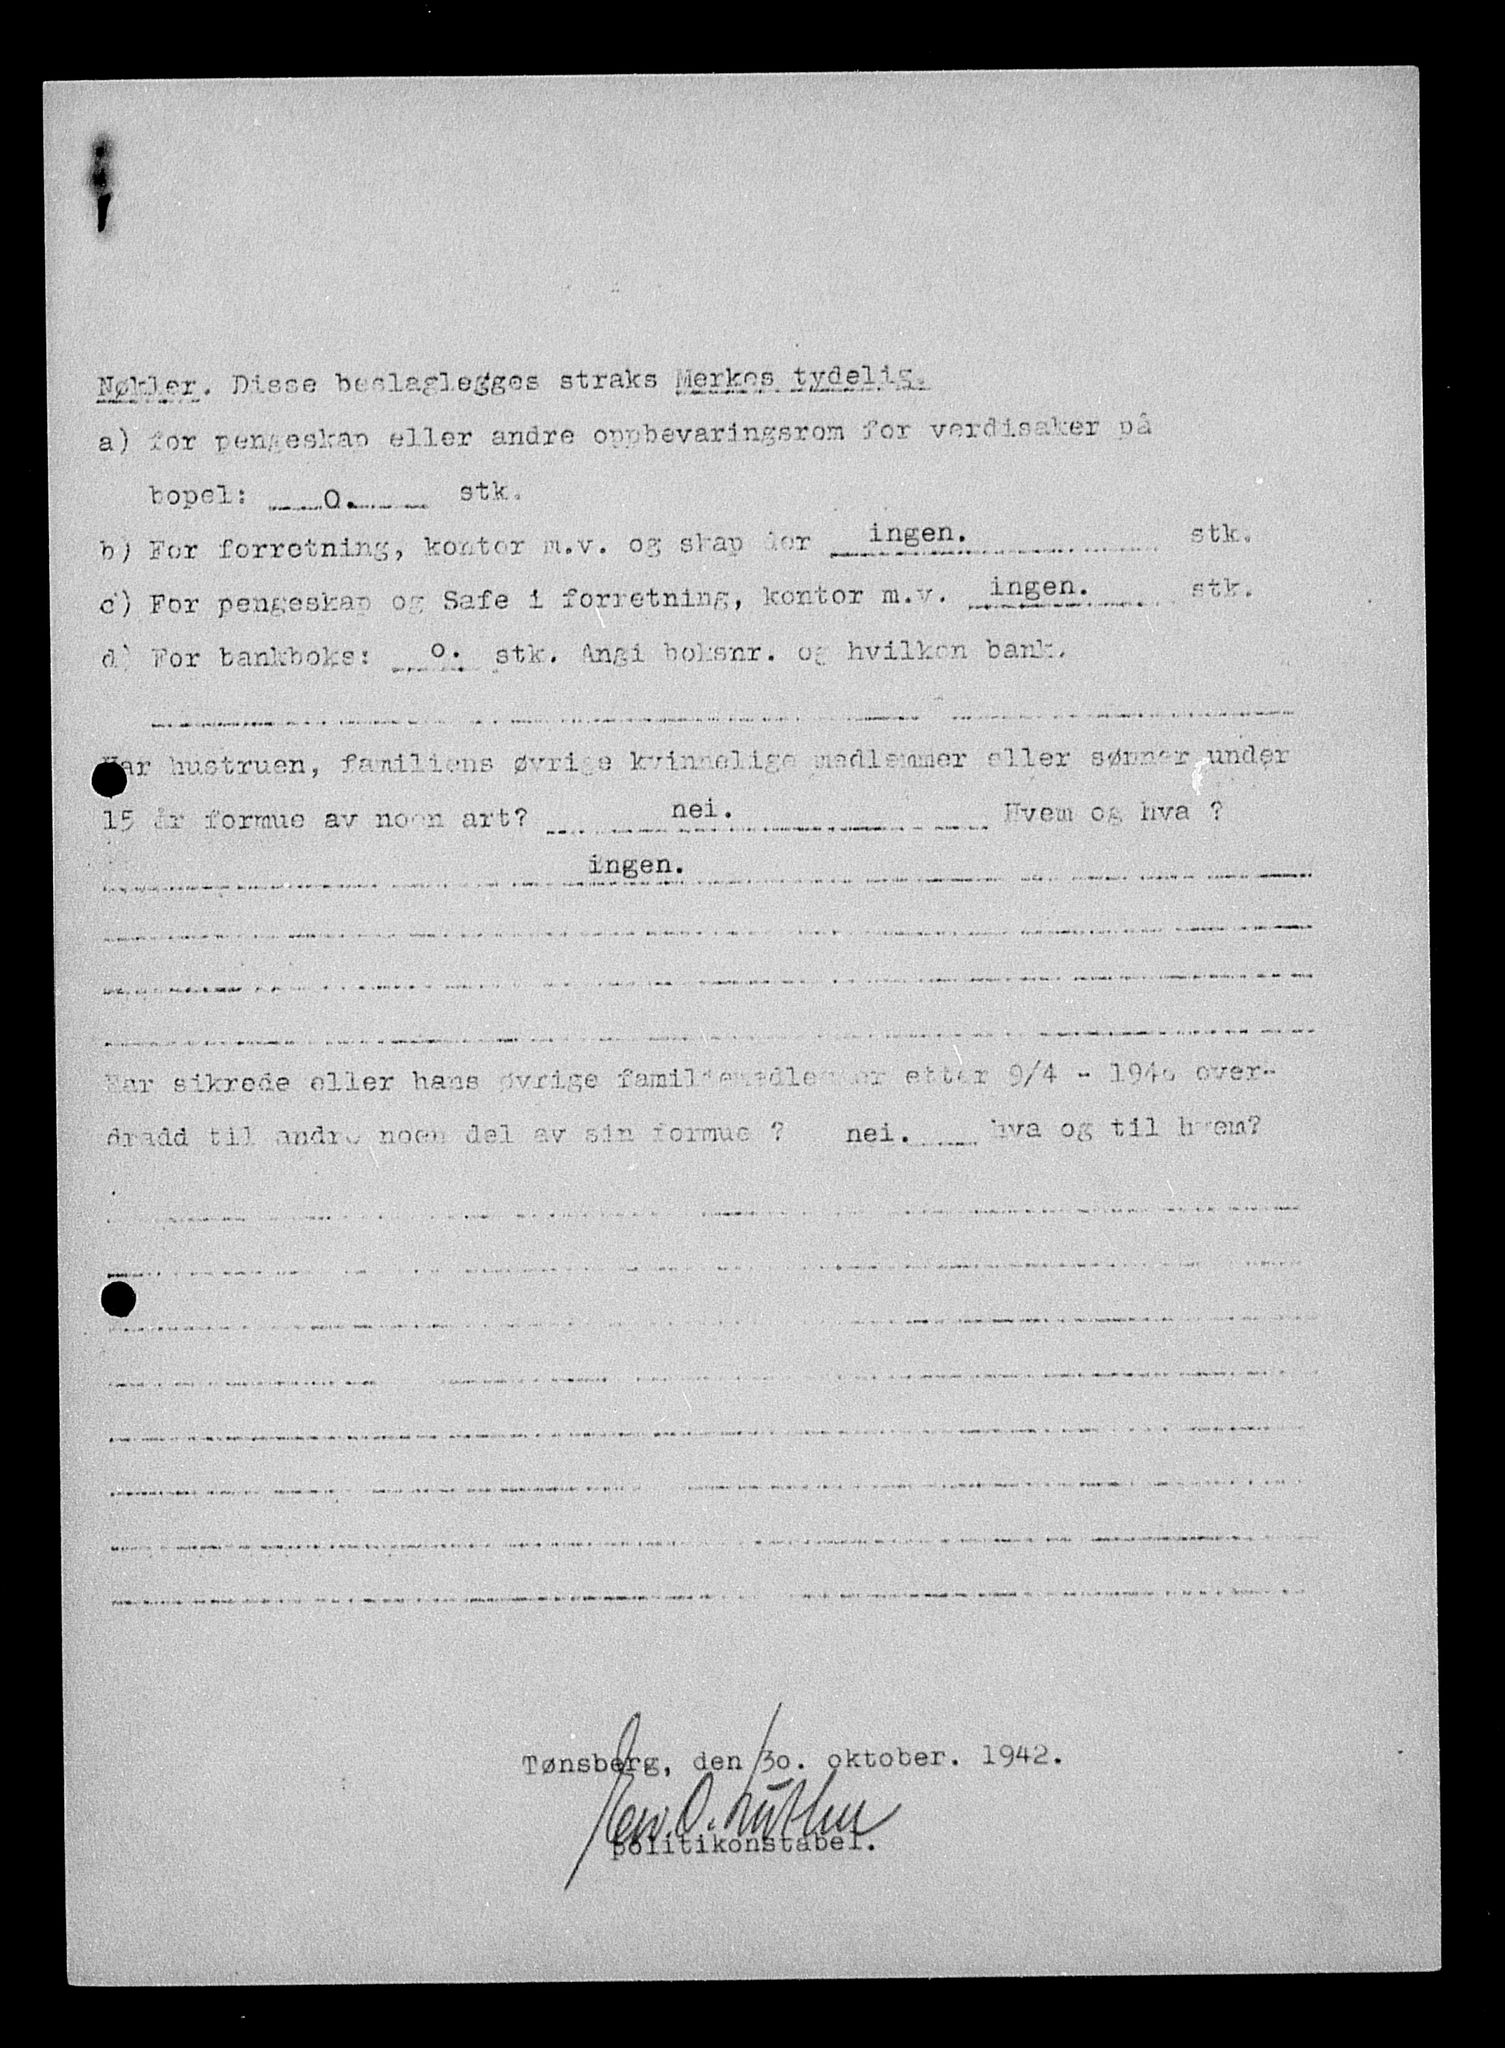 Nøkler. Disse beslaglegges straks Merkes tydelig.
a) for pengeskap eller andre oppbevaringsrom for verdisaker på
bopel: o. stk.
b) For forretning, kontor m.v. og skap der ingen. stk.
c) For pengeskap og Safe i forretning, kontor m.v. ingen. stk.
d) For bankboks: o. stk. Angi boksnr. og hvilken bank.
Har hustruen, familiens øvrige kvinnelige medlemmer eller sønner under
15 år formue av noen art? nei. Hvem og hva ?
ingen.
Har sikrede eller hans øvrige familiemedlemmer etter 9/4 - 1940 over-
dradd til andre noen del av sin formue ? nei. hva og til hvem?
Tønsberg, den 30. oktober. 1942.
politikonstabel.